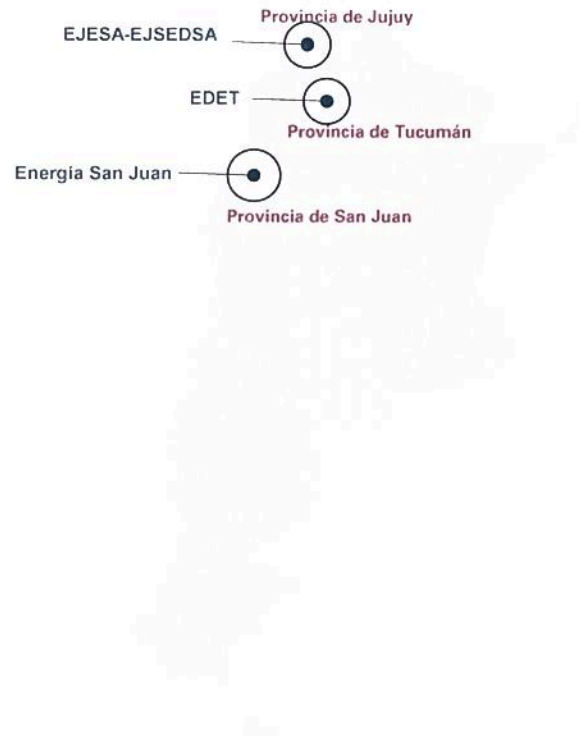 Provincia de Jujuy
EJESA-EJSEDSA
EDET
Provincia de Tucumán
Energía San Juan
Provincia de San Juan